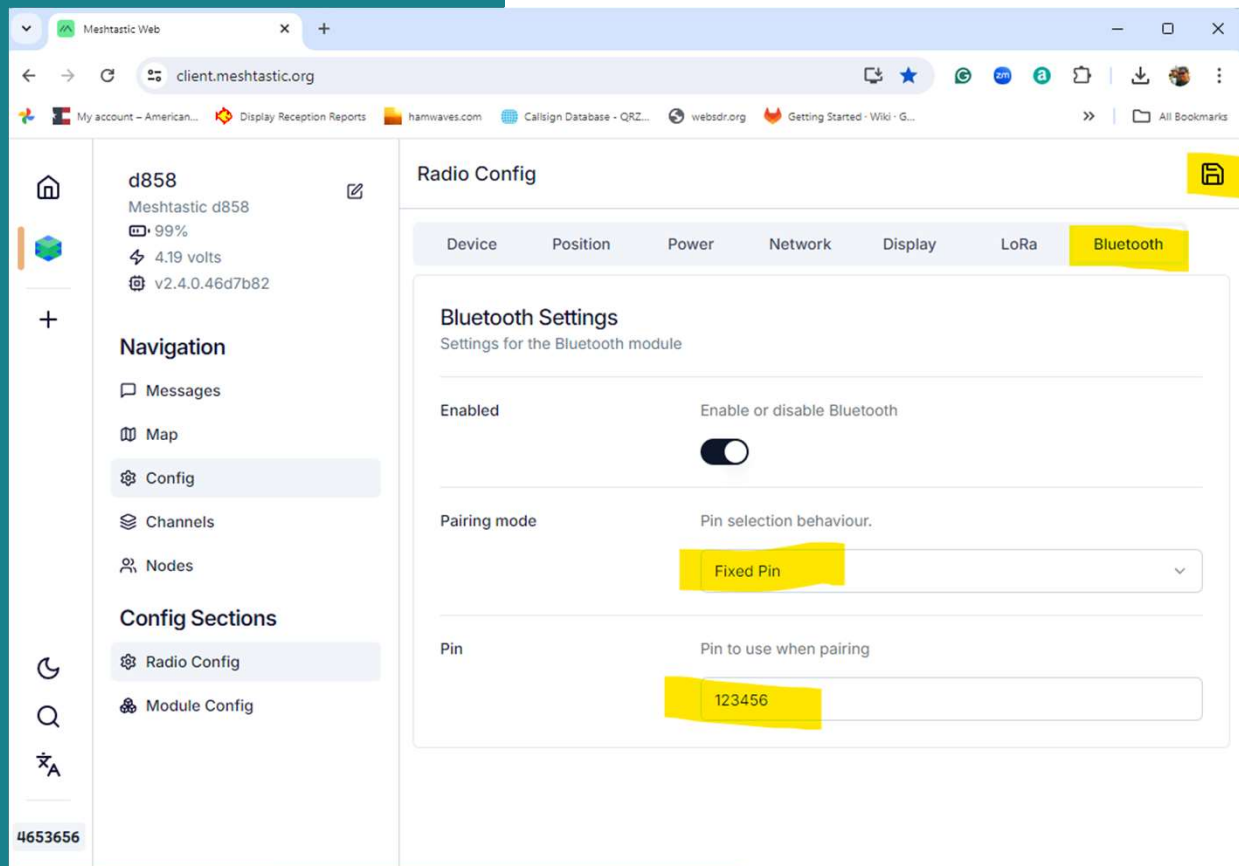 Meshtastic Web
client.meshtastic.org
zm
a
My account – American...
Display Reception Reports
hamwaves.com
Callsign Database - QRZ...
websdr.org
Getting Started · Wiki · G...
All Bookmarks
d858
Meshtastic d858
99%
4.19 volts
v2.4.0.46d7b82
Navigation
Messages
Map
Config
Channels
Nodes
Config Sections
Radio Config
Module Config
4653656
Radio Config
Device Position Power Network Display LoRa Bluetooth
Bluetooth Settings
Settings for the Bluetooth module
Enabled
Enable or disable Bluetooth
Pairing mode
Pin selection behaviour.
Fixed Pin
Pin
Pin to use when pairing
123456